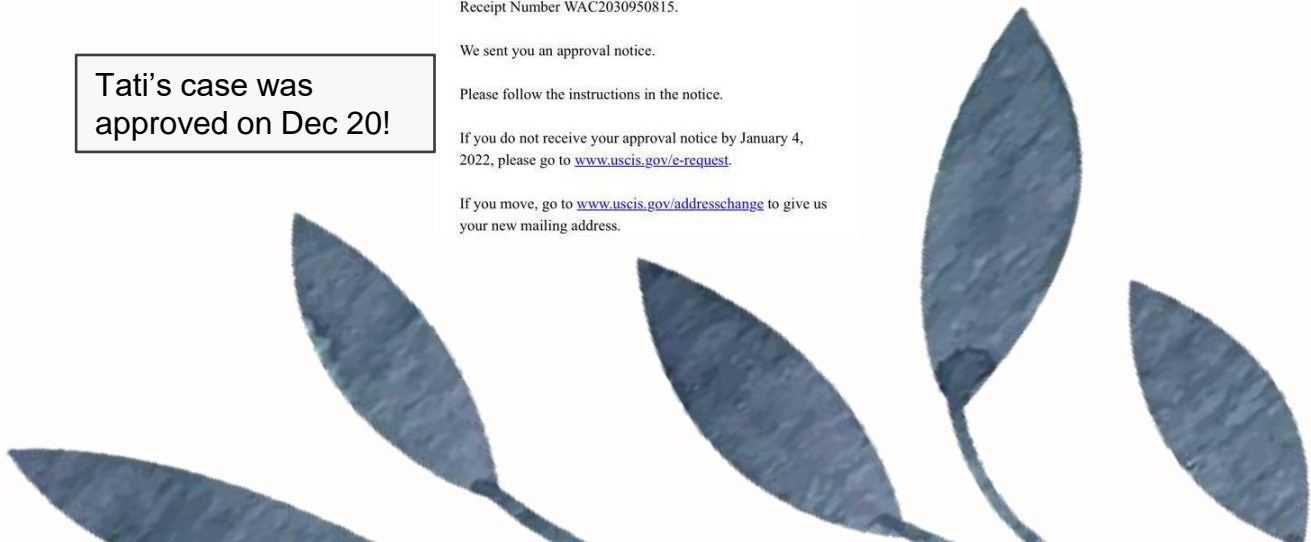 Receipt Number WAC2030950815.
We sent you an approval notice.
Tati’s case was
approved on Dec 20!
Please follow the instructions in the notice.
If you do not receive your approval notice by January 4,
2022, please go to www.uscis.gov/e-request.
If you move, go to www.uscis.gov/addresschange to give us
your new mailing address.